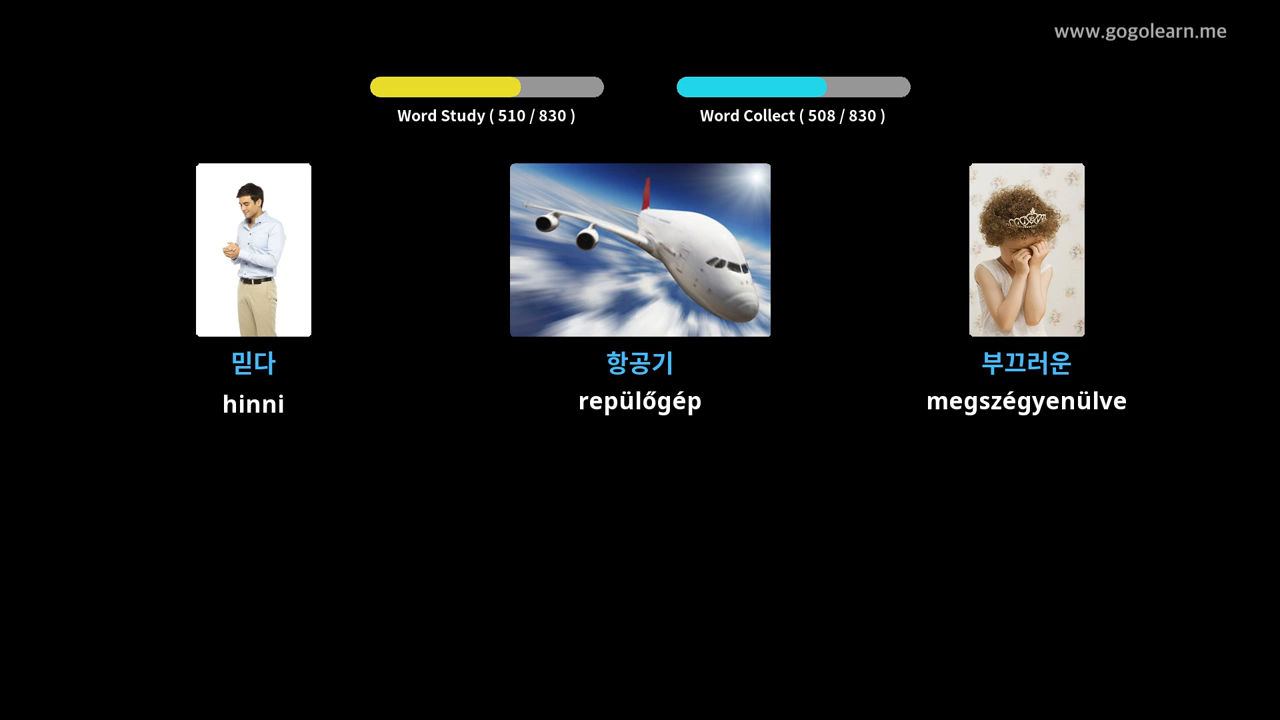 www.gogolearn.me
Word Study ( 510 / 830 )
Word Collect ( 508 / 830 )
믿다
hinni
항공기
repülőgép
부끄러운
megszégyenülve